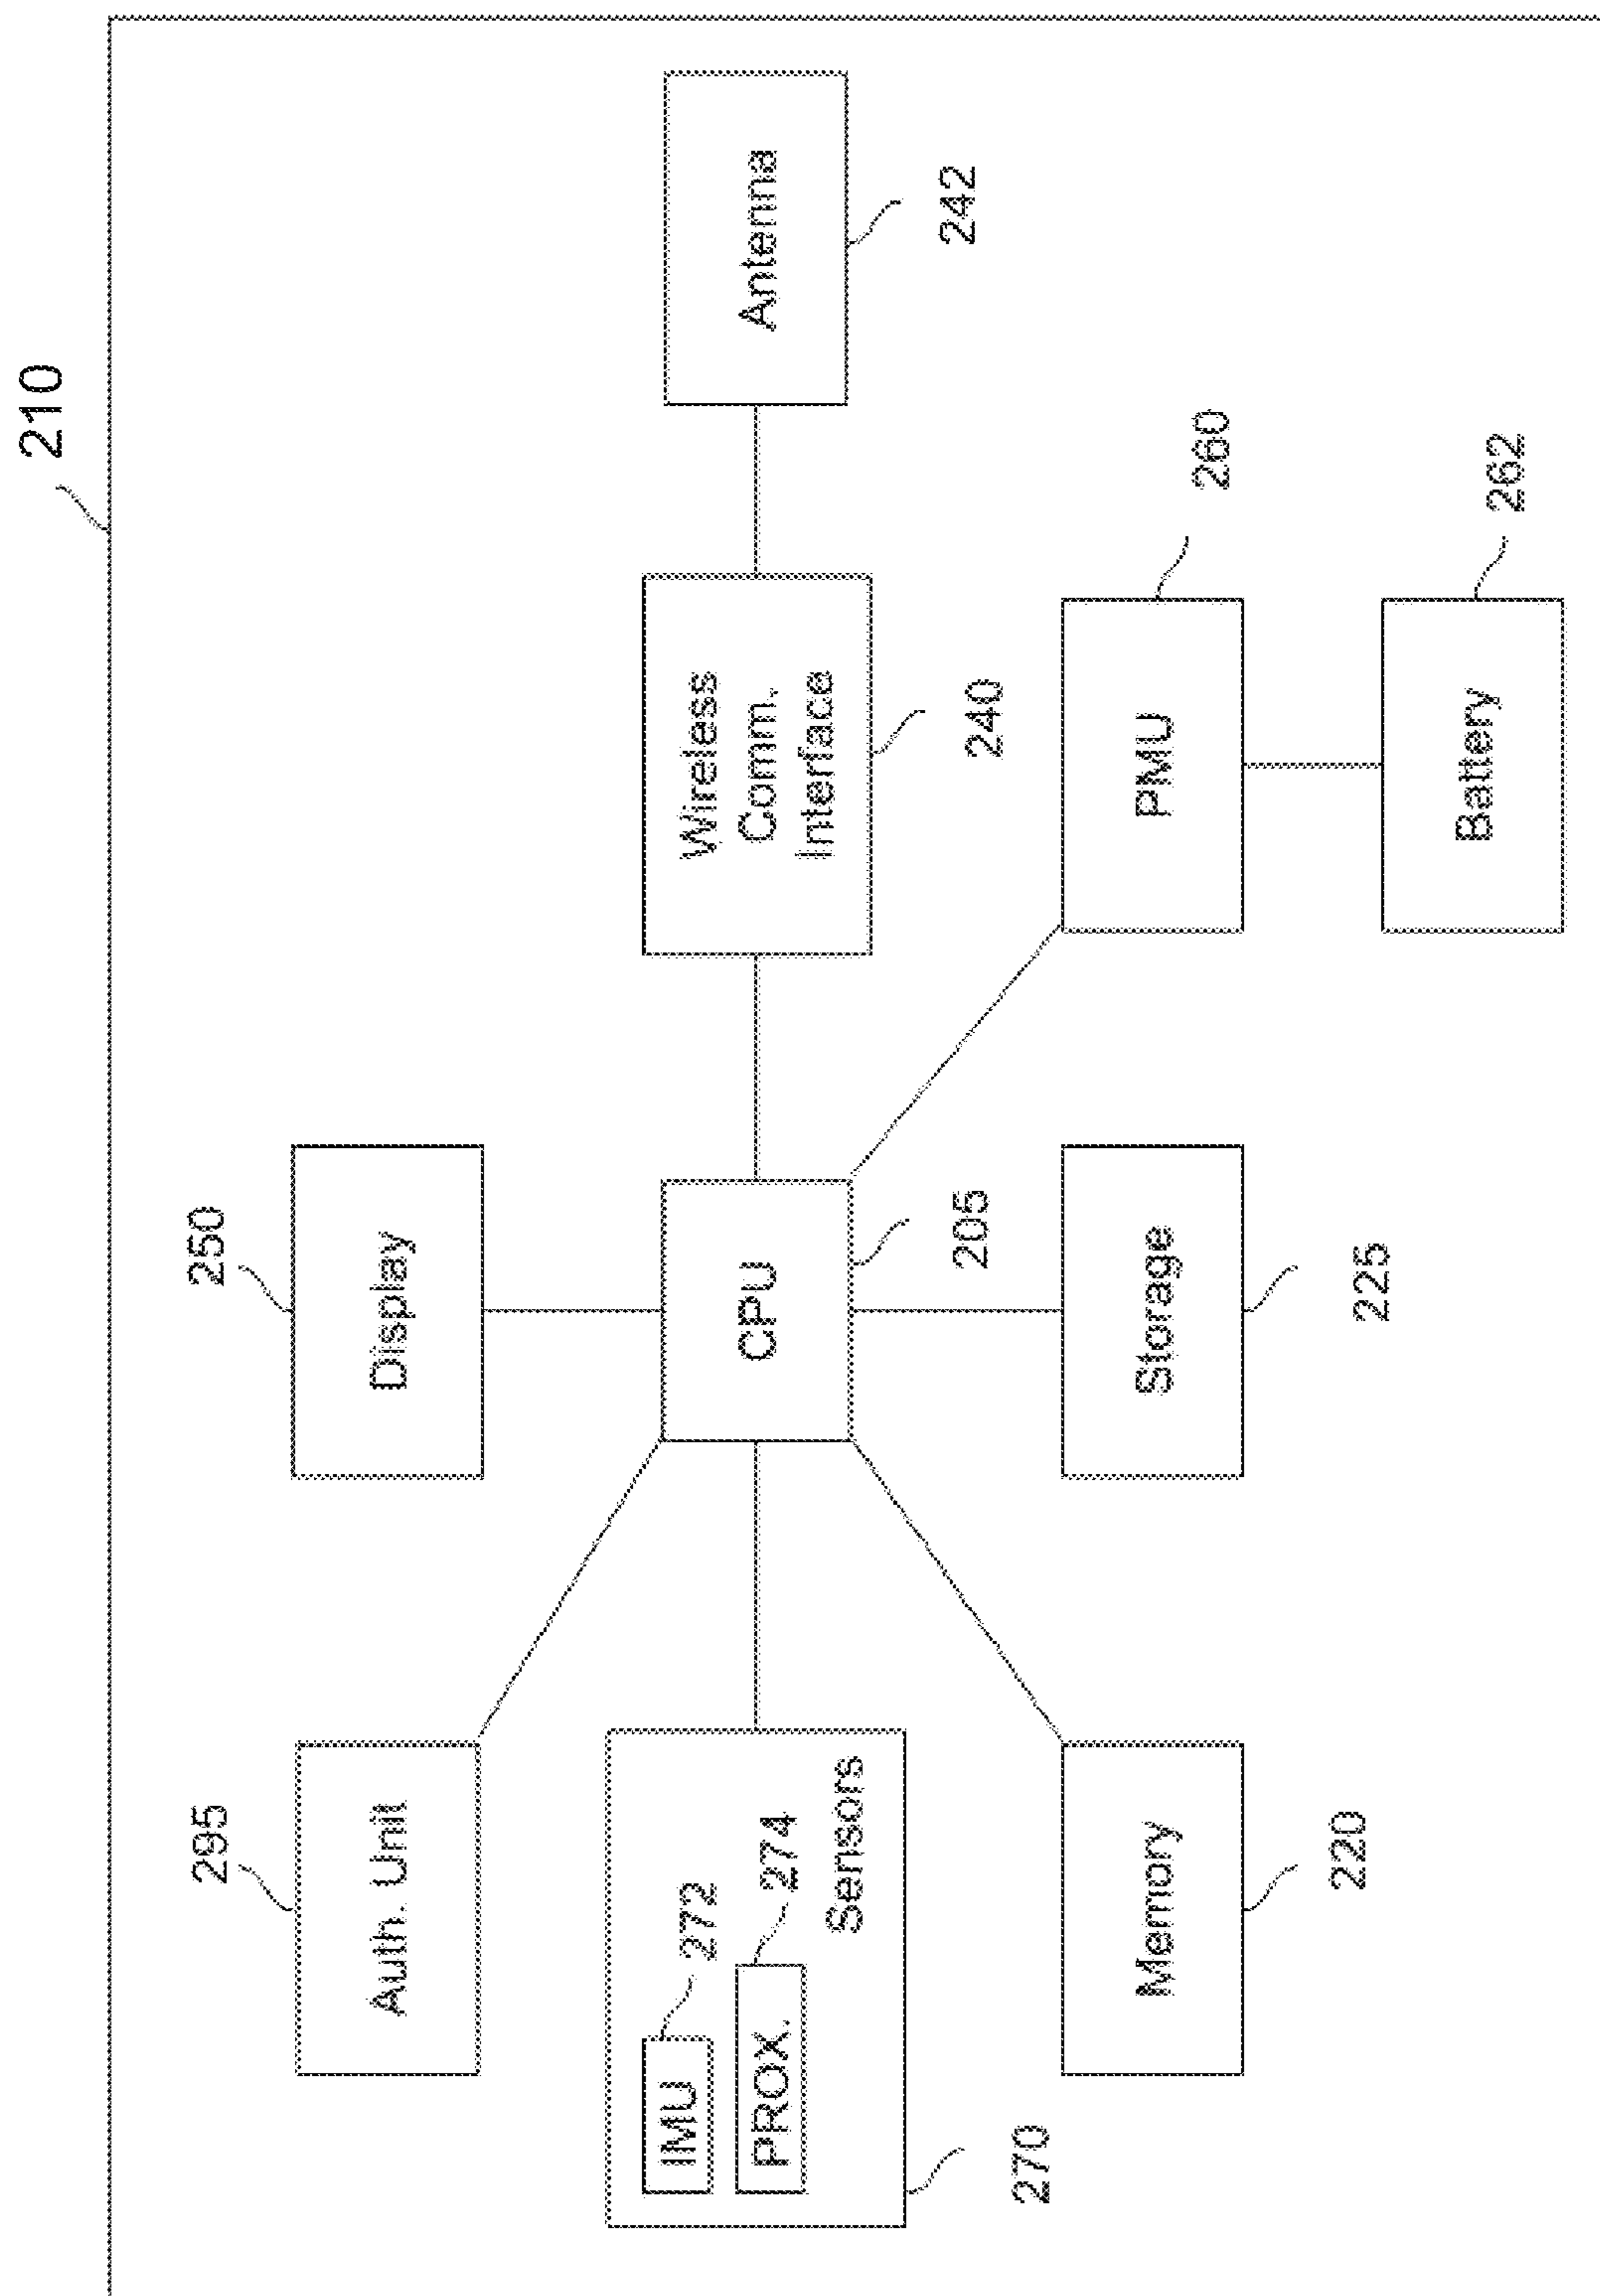 210
295
Auth. Unit
250
Display
IMU
272
PROX.
274
Sensors
270
CPU
205
Wireless
Comm.
Interface
240
Antenna
242
Memory
220
Storage
225
PMU
260
Battery
262